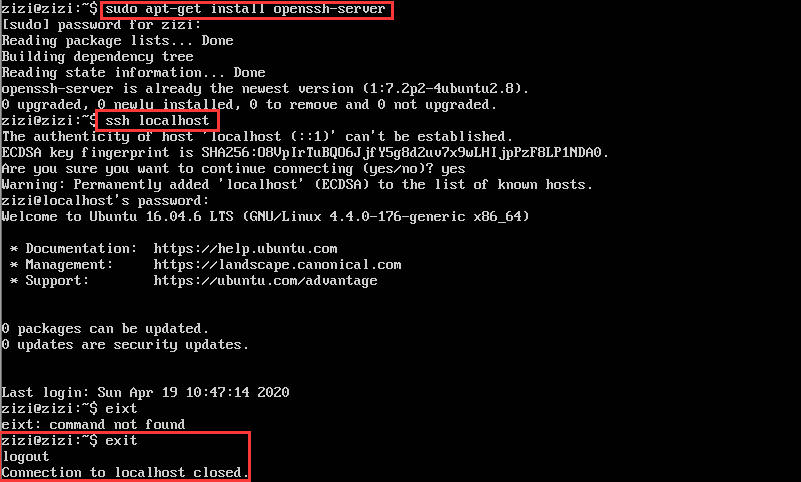 zizi@zizi:~$ sudo apt-get install openssh-server
[sudo] password for zizi:
Reading package lists... Done
Building dependency tree
Reading state information... Done
openssh-server is already the newest version (1:7.2p2-4ubuntu2.8).
0 upgraded, 0 newly installed, 0 to remove and 0 not upgraded.
zizi@zizi:~$ ssh localhost
The authenticity of host 'localhost (::1)' can't be established.
ECDSA key fingerprint is SHA256:O8VpIrTuBQO6JjfY5g8d2uv7x9wLHIjpPzF8LP1NDA0.
Are you sure you want to continue connecting (yes/no)? yes
Warning: Permanently added 'localhost' (ECDSA) to the list of known hosts.
zizi@localhost's password:
Welcome to Ubuntu 16.04.6 LTS (GNU/Linux 4.4.0-176-generic x86_64)
* Documentation:  https://help.ubuntu.com
* Management:     https://landscape.canonical.com
* Support:        https://ubuntu.com/advantage
0 packages can be updated.
0 updates are security updates.
Last login: Sun Apr 19 10:47:14 2020
zizi@zizi:~$ eixt
eixt: command not found
zizi@zizi:~$ exit
logout
Connection to localhost closed.